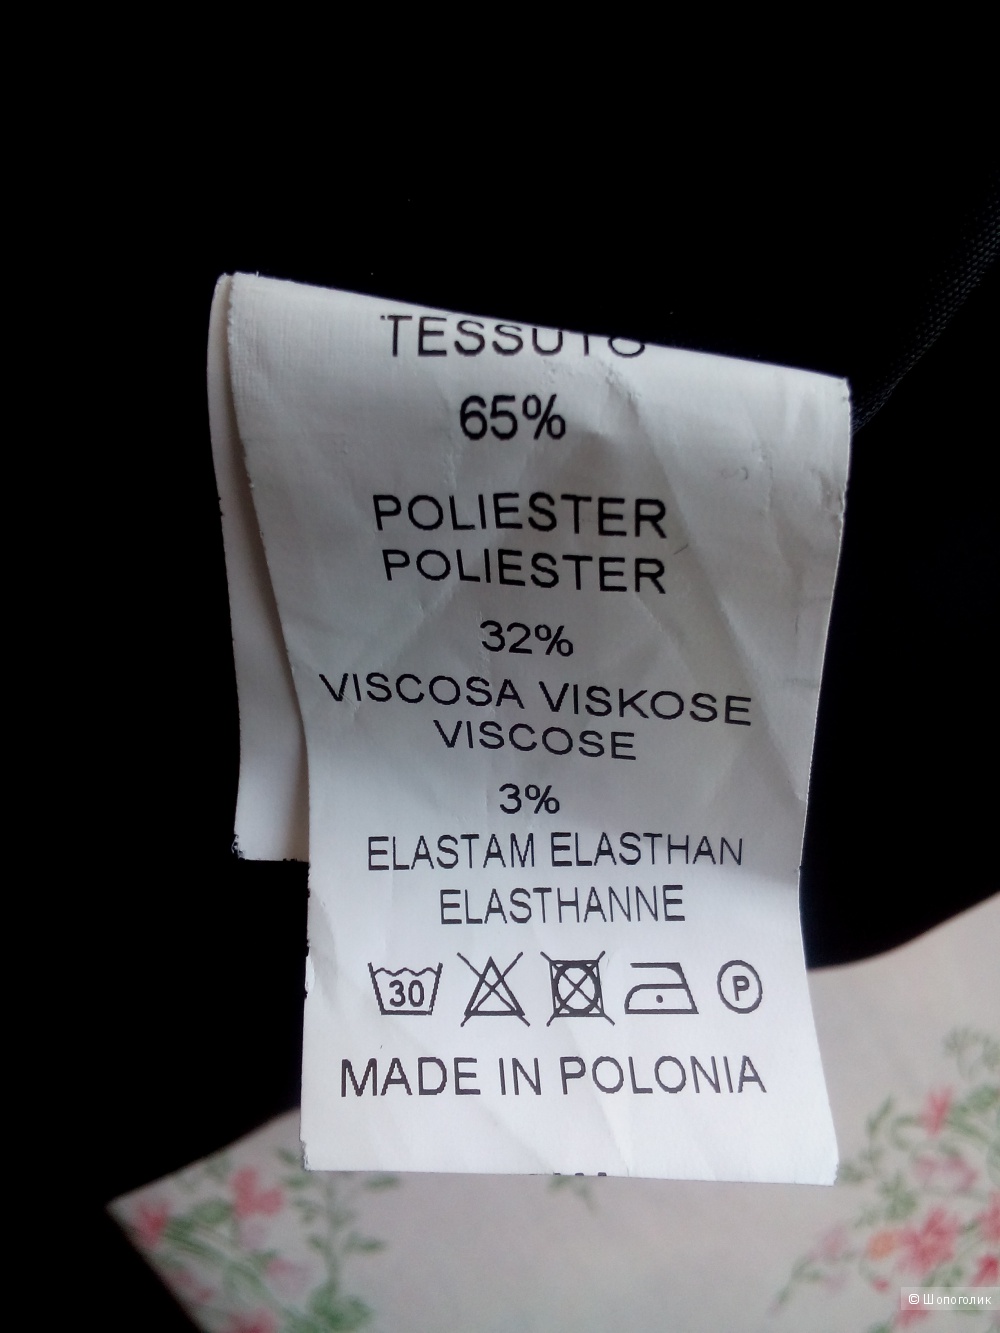 TESSUTO
65%
POLIESTER
POLIESTER
32%
VISCOSA VISKOSE
VISCOSE
3%
ELASTAM ELASTHAN
ELASTHANNE
30 P
MADE IN POLONIA
© Шопоголик